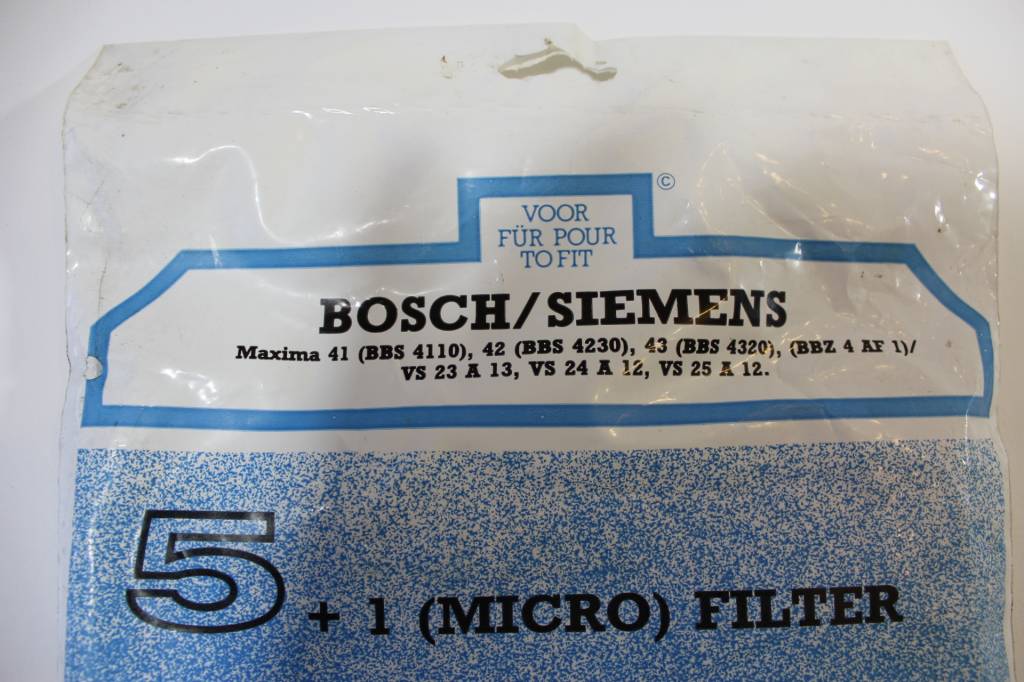 ©
VOOR
FÜR POUR
TO FIT
BOSCH/SIEMENS
Maxima 41 (BBS 4110), 42 (BBS 4230), 43 (BBS 4320), (BBZ 4 AF 1)/
VS 23 A 13, VS 24 A 12, VS 25 A 12.
5 + 1 (MICRO) FILTER